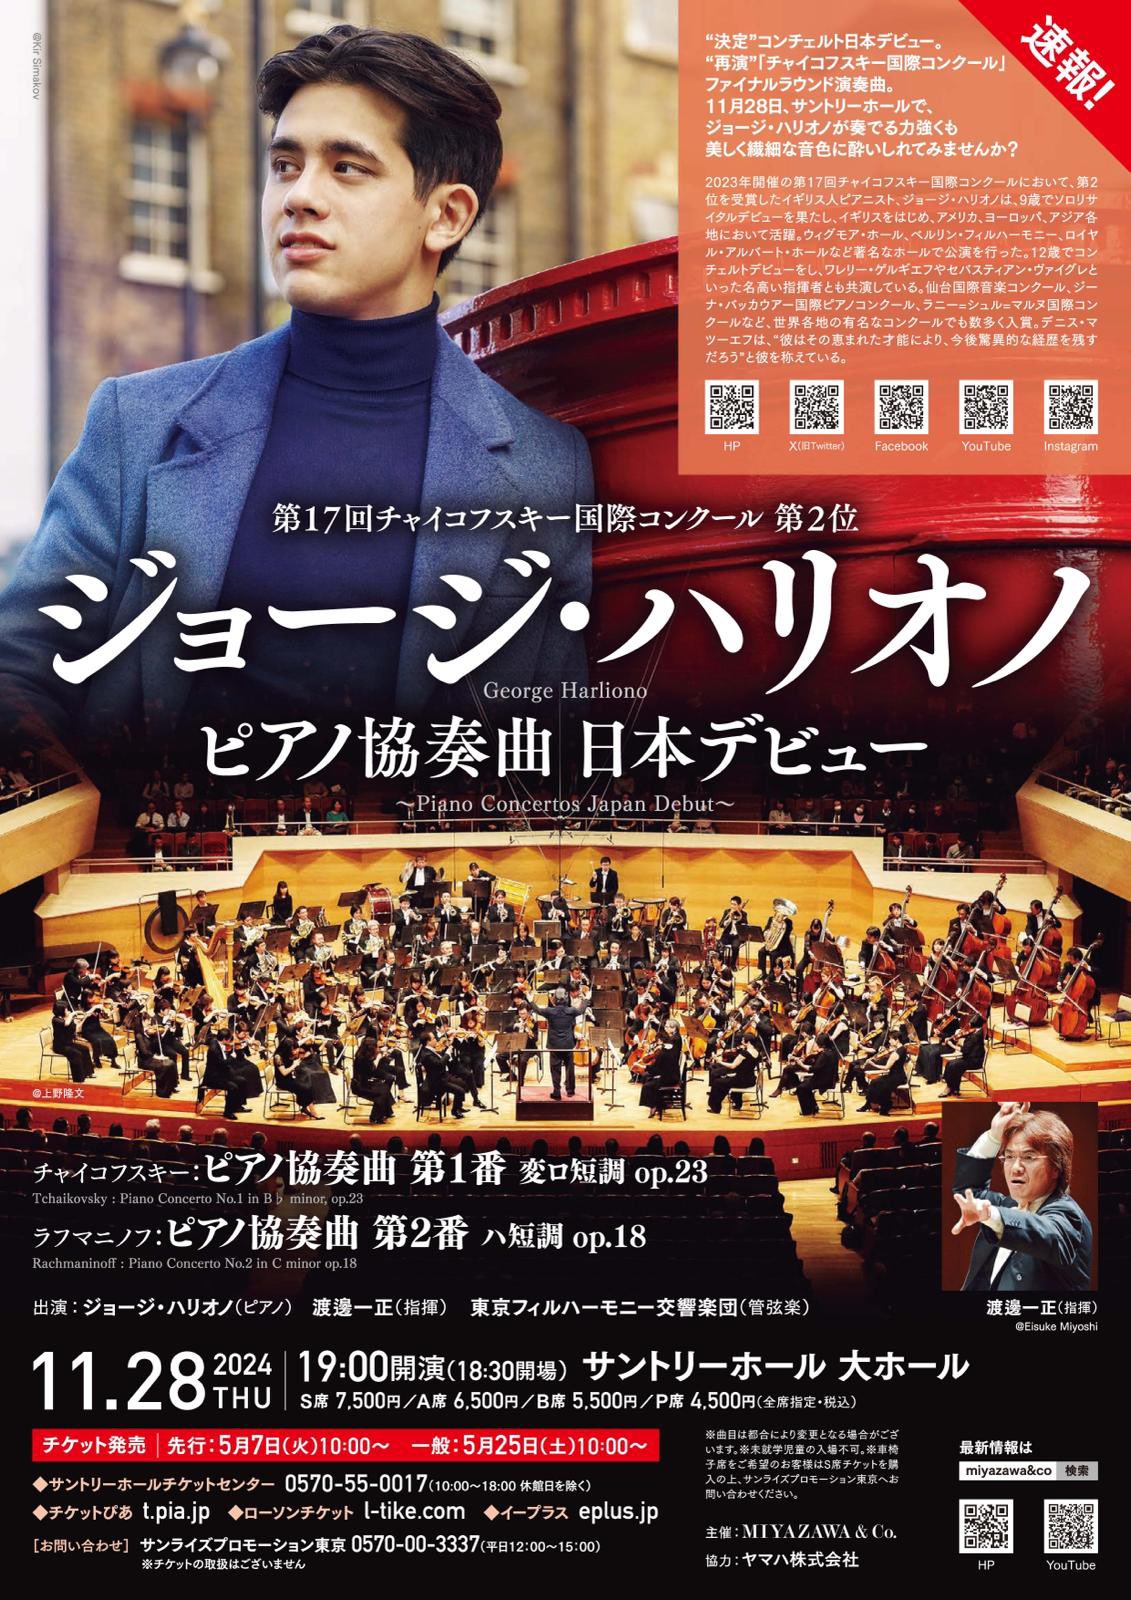 @Kir Simakov
速報!
“決定”コンチェルト日本デビュー。
“再演”「チャイコフスキー国際コンクール」
ファイナルラウンド演奏曲。
11月28日、サントリーホールで、
ジョージ・ハリオノが奏でる力強くも
美しく繊細な音色に酔いしれてみませんか?
2023年開催の第17回チャイコフスキー国際コンクールにおいて、第2
位を受賞したイギリス人ピアニスト、ジョージ・ハリオノは、9歳でソロリサ
イタルデビューを果たし、イギリスをはじめ、アメリカ、ヨーロッパ、アジア各
地において活躍。ウィグモア・ホール、ベルリン・フィルハーモニー、ロイヤ
ル・アルバート・ホールなど著名なホールで公演を行った。12歳でコン
チェルトデビューをし、ワレリー・ゲルギエフやセバスティアン・ヴァイグレと
いった名高い指揮者とも共演している。仙台国際音楽コンクール、ジー
ナ・バッカウアー国際ピアノコンクール、ラニー=シュル=マルヌ国際コン
クールなど、世界各地の有名なコンクールでも数多く入賞。デニス・マ
ツーエフは、“彼はその恵まれた才能により、今後驚異的な経歴を残す
だろう”と彼を称えている。
HP
X(旧Twitter)
Facebook
YouTube
Instagram
第17回チャイコフスキー国際コンクール 第2位
ジョージ・ハリオノ
George Harliono
ピアノ協奏曲 日本デビュー
〜Piano Concertos Japan Debut〜
@上野隆文
チャイコフスキー:ピアノ協奏曲 第1番 変ロ短調 op.23
Tchaikovsky : Piano Concerto No.1 in B♭ minor, op.23
ラフマニノフ:ピアノ協奏曲 第2番 ハ短調 op.18
Rachmaninoff : Piano Concerto No.2 in C minor op.18
出演:ジョージ・ハリオノ(ピアノ) 渡邊一正(指揮) 東京フィルハーモニー交響楽団(管弦楽)
渡邊一正(指揮)
@Eisuke Miyoshi
11.28 2024 THU
19:00開演(18:30開場) サントリーホール 大ホール
S席 7,500円/A席 6,500円/B席 5,500円/P席 4,500円(全席指定・税込)
チケット発売 先行:5月7日(火)10:00〜 一般:5月25日(土)10:00〜
◆サントリーホールチケットセンター 0570-55-0017(10:00〜18:00 休館日を除く)
◆チケットぴあ t.pia.jp ◆ローソンチケット l-tike.com ◆イープラス eplus.jp
[お問い合わせ] サンライズプロモーション東京 0570-00-3337(平日12:00〜15:00)
※チケットの取扱はございません
※曲目は都合により変更となる場合がござ
います。※未就学児童の入場不可。※車椅
子席をご希望のお客様はS席チケットを購
入の上、サンライズプロモーション東京へお
問い合わせください。
主催:MIYAZAWA & Co.
協力:ヤマハ株式会社
最新情報は
miyazawa&co 検索
HP
YouTube